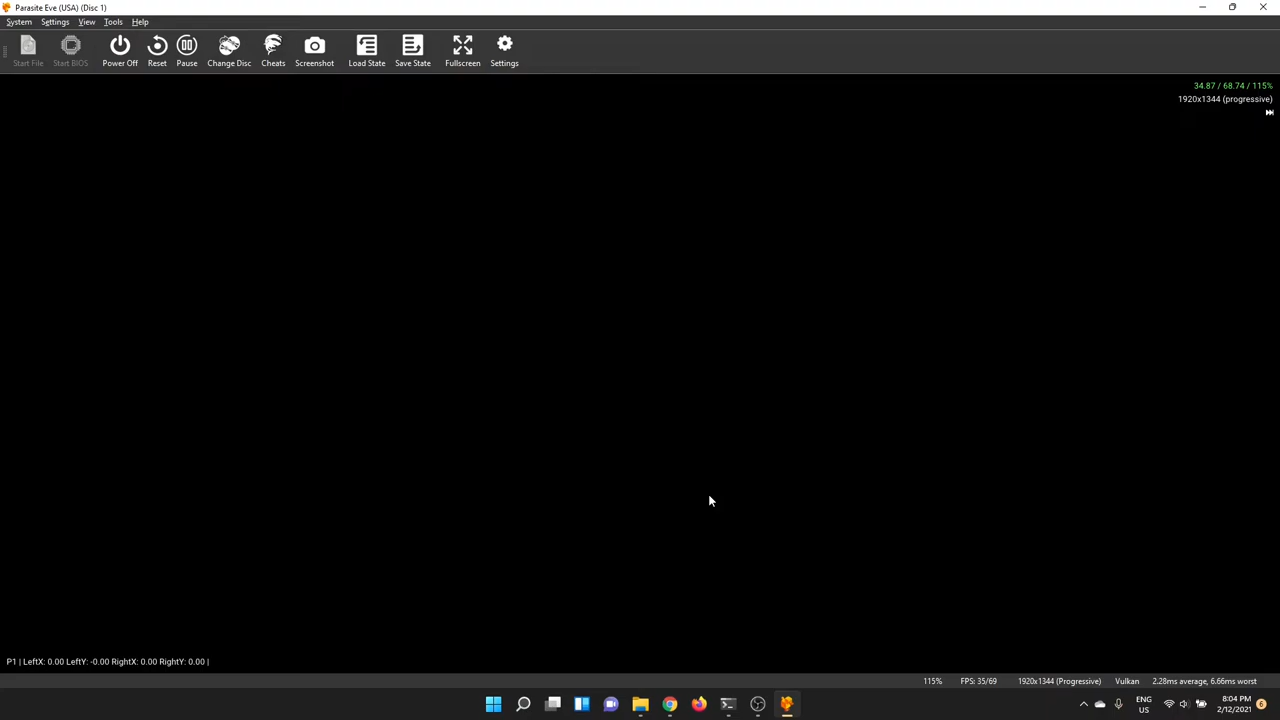 Parasite Eve (USA) (Disc 1)
System Settings View Tools Help
Start File Start BIOS Power Off Reset Pause Change Disc Cheats Screenshot Load State Save State Fullscreen Settings
34.87 / 68.74 / 115%
1920x1344 (progressive)
P1 | LeftX: 0.00 LeftY: -0.00 RightX: 0.00 RightY: 0.00 |
115% FPS: 35/69 1920x1344 (Progressive) Vulkan 2.28ms average, 6.66ms worst
ENG
US
8:04 PM
2/12/2021
6